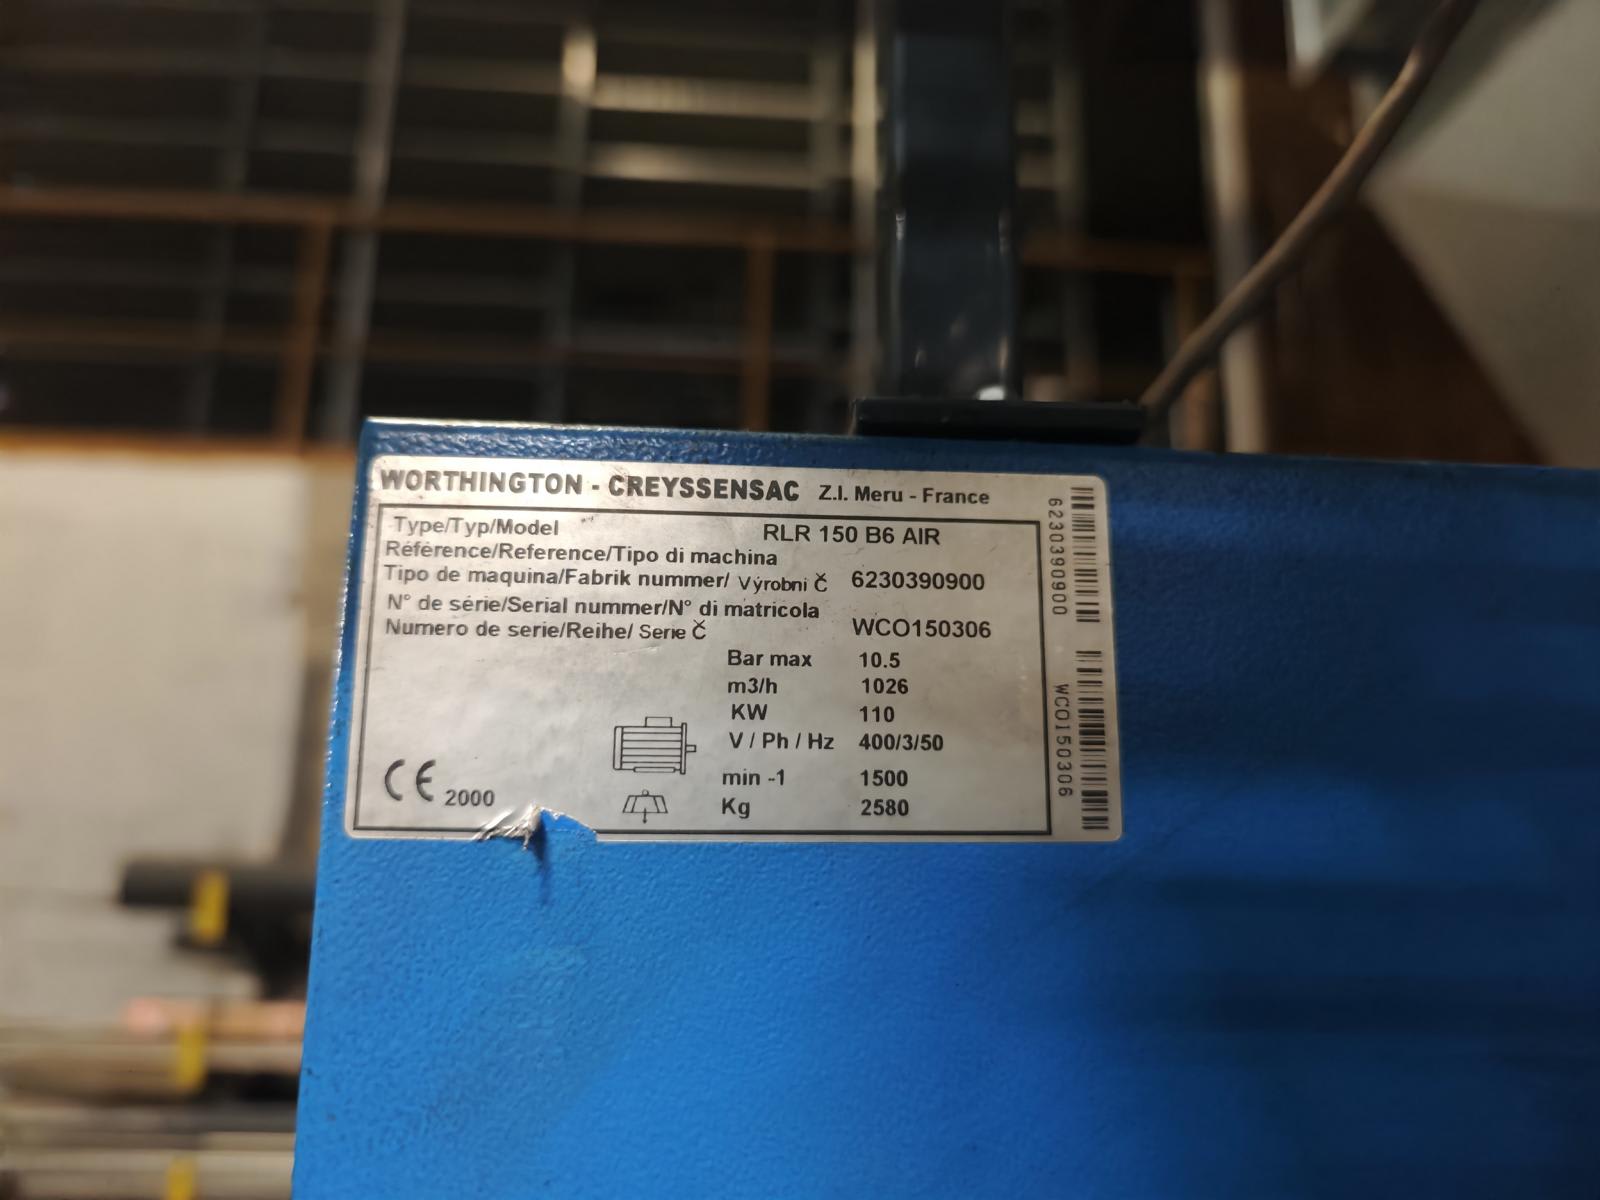 WORTHINGTON - CREYSSENSAC Z.I. Meru - France
Type/Typ/Model RLR 150 B6 AIR
Référence/Reference/Tipo di machina
Tipo de maquina/Fabrik nummer/ Výrobni Č 6230390900
N° de série/Serial nummer/N° di matricola
Numero de serie/Reihe/ Serie Č WCO150306
Bar max 10.5
m3/h 1026
KW 110
V / Ph / Hz 400/3/50
min -1 1500
Kg 2580
CE 2000
6230390900
WCO150306